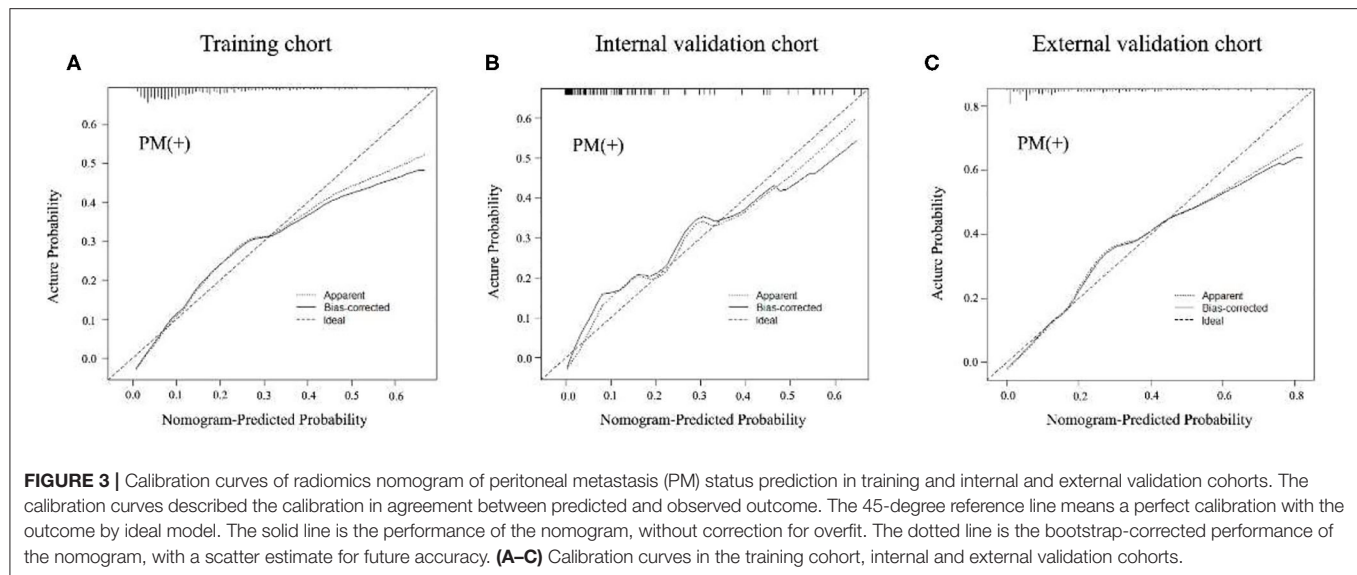 Training chort
Internal validation chort
External validation chort
A
B
C
PM(+)
PM(+)
PM(+)
Acture Probability
0.6
0.5
0.4
0.3
0.2
0.1
0.0
Apparent
Bias-corrected
Ideal
0.0 0.1 0.2 0.3 0.4 0.5 0.6
Nomogram-Predicted Probability
Acture Probability
0.6
0.5
0.4
0.3
0.2
0.1
0.0
Apparent
Bias-corrected
Ideal
0.0 0.1 0.2 0.3 0.4 0.5 0.6
Nomogram-Predicted Probability
Acture Probability
0.8
0.6
0.4
0.2
0.0
Apparent
Bias-corrected
Ideal
0.0 0.2 0.4 0.6 0.8
Nomogram-Predicted Probability
FIGURE 3 | Calibration curves of radiomics nomogram of peritoneal metastasis (PM) status prediction in training and internal and external validation cohorts. The
calibration curves described the calibration in agreement between predicted and observed outcome. The 45-degree reference line means a perfect calibration with the
outcome by ideal model. The solid line is the performance of the nomogram, without correction for overfit. The dotted line is the bootstrap-corrected performance of
the nomogram, with a scatter estimate for future accuracy. (A–C) Calibration curves in the training cohort, internal and external validation cohorts.